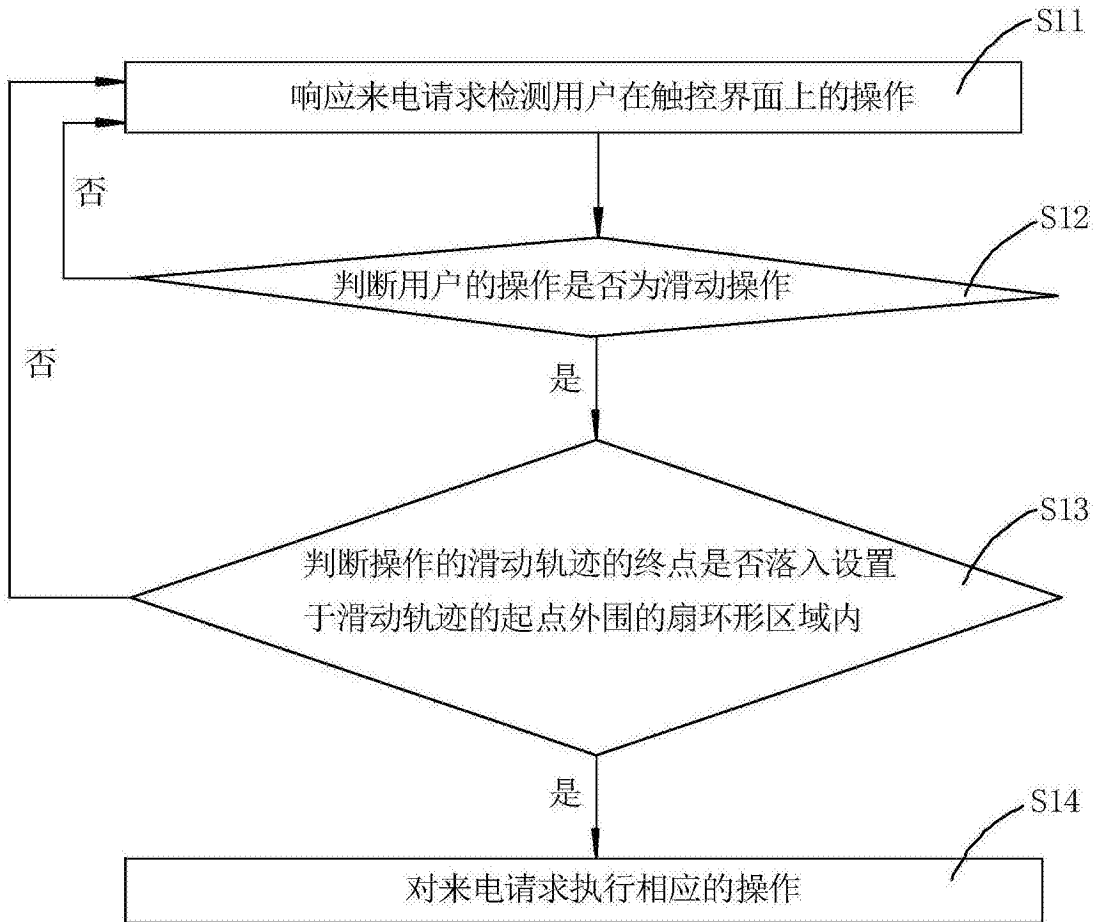 S11
响应来电请求检测用户在触控界面上的操作
否
S12
判断用户的操作是否为滑动操作
否
是
S13
判断操作的滑动轨迹的终点是否落入设置
于滑动轨迹的起点外围的扇环形区域内
是
S14
对来电请求执行相应的操作